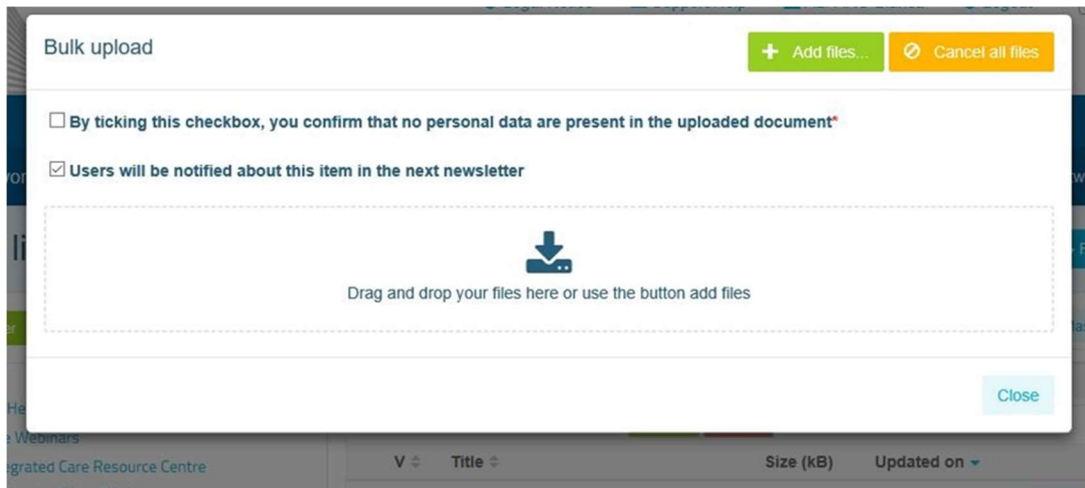 Bulk upload
Add files...
Cancel all files
By ticking this checkbox, you confirm that no personal data are present in the uploaded document*
Users will be notified about this item in the next newsletter
Drag and drop your files here or use the button add files
Close
Webinars
egrated Care Resource Centre
V Title Size (kB) Updated on